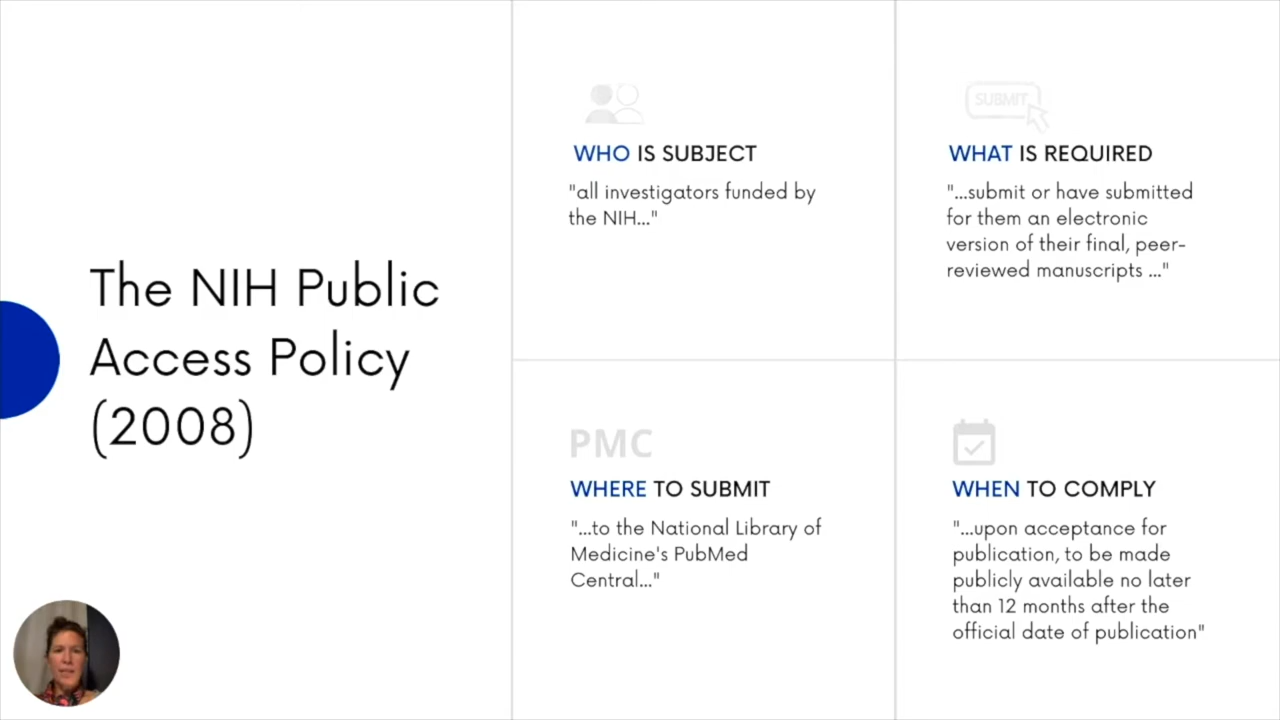 The NIH Public
Access Policy
(2008)
WHO IS SUBJECT
"all investigators funded by
the NIH..."
SUBMIT
WHAT IS REQUIRED
"...submit or have submitted
for them an electronic
version of their final, peer-
reviewed manuscripts ..."
PMC
WHERE TO SUBMIT
"...to the National Library of
Medicine's PubMed
Central..."
WHEN TO COMPLY
"...upon acceptance for
publication, to be made
publicly available no later
than 12 months after the
official date of publication"